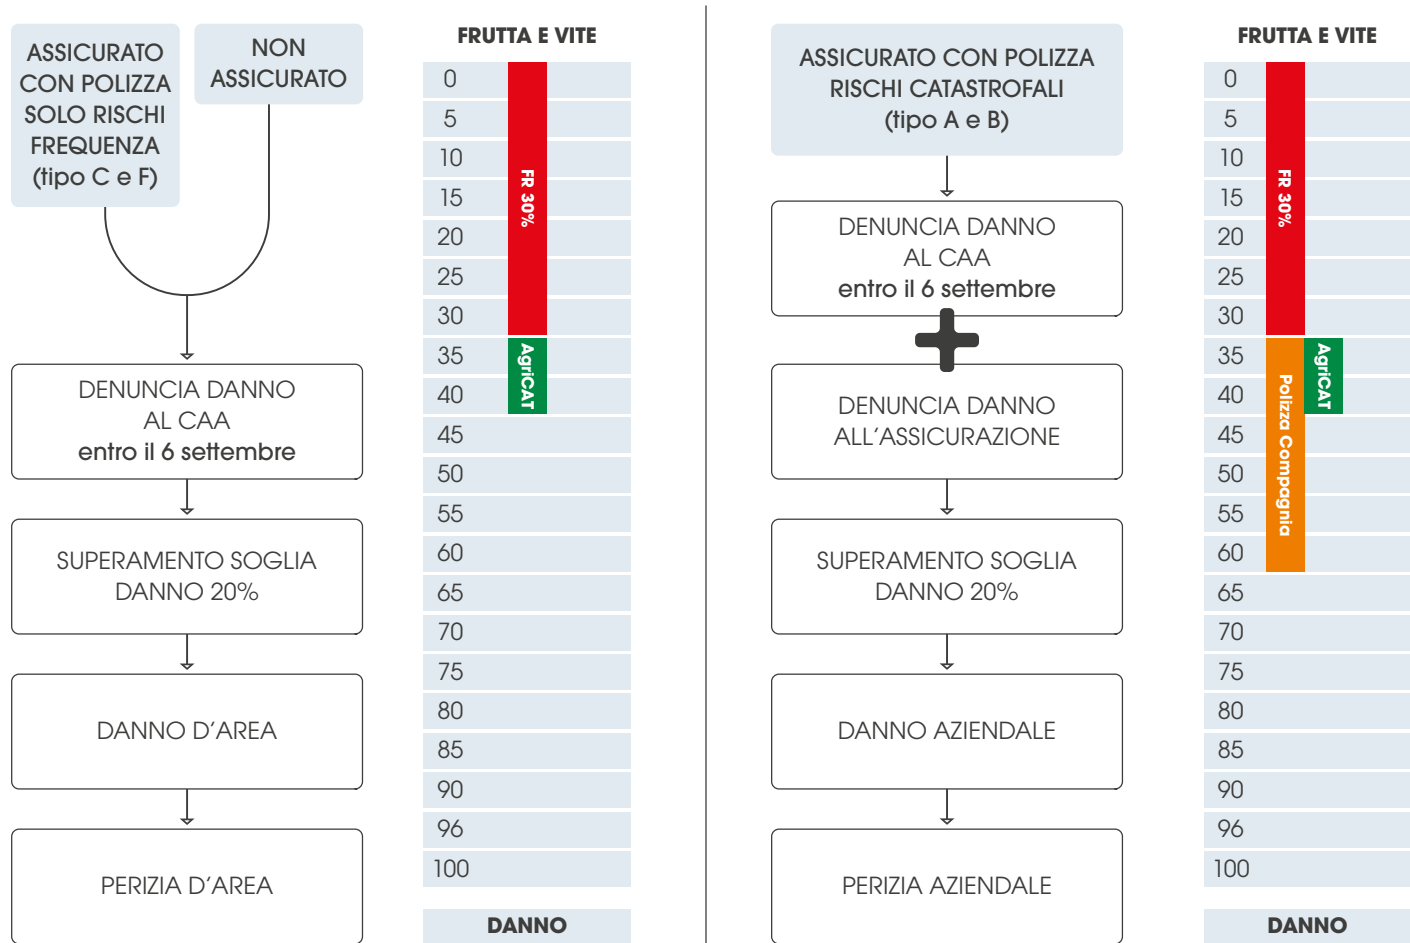 ASSICURATO
CON POLIZZA
SOLO RISCHI
FREQUENZA
(tipo C e F)
NON
ASSICURATO
DENUNCIA DANNO
AL CAA
entro il 6 settembre
SUPERAMENTO SOGLIA
DANNO 20%
DANNO D'AREA
PERIZIA D'AREA
FRUTTA E VITE
0
5
10
15
20
25
30
35
40
45
50
55
60
65
70
75
80
85
90
96
100
FR 30%
AgriCAT
DANNO
ASSICURATO CON POLIZZA
RISCHI CATASTROFALI
(tipo A e B)
DENUNCIA DANNO
AL CAA
entro il 6 settembre
DENUNCIA DANNO
ALL'ASSICURAZIONE
SUPERAMENTO SOGLIA
DANNO 20%
DANNO AZIENDALE
PERIZIA AZIENDALE
FRUTTA E VITE
0
5
10
15
20
25
30
35
40
45
50
55
60
65
70
75
80
85
90
96
100
FR 30%
Polizza Compagnia
AgriCAT
DANNO